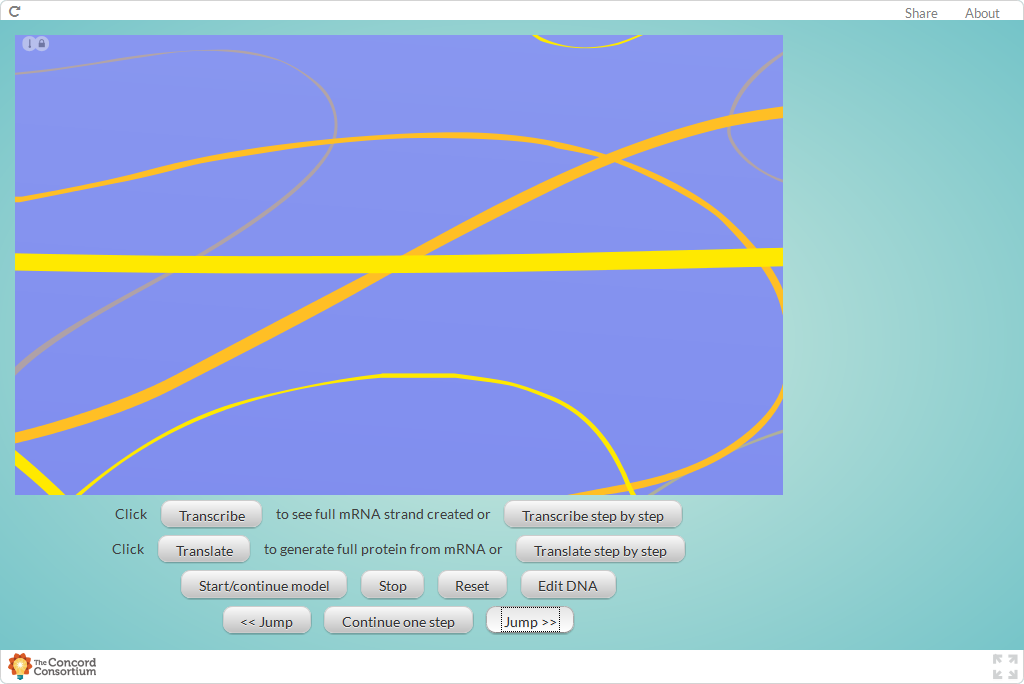 Share About
Click Transcribe to see full mRNA strand created or Transcribe step by step
Click Translate to generate full protein from mRNA or Translate step by step
Start/continue model Stop Reset Edit DNA
<< Jump Continue one step Jump >>
The Concord
Consortium